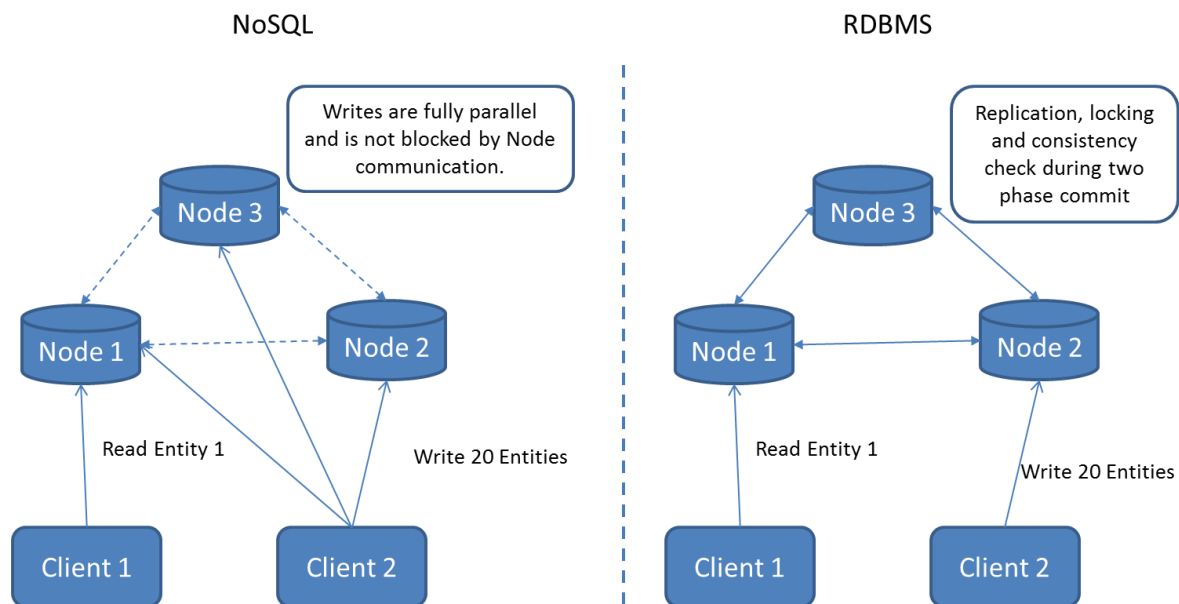 NoSQL
Writes are fully parallel
and is not blocked by Node
communication.
Node 3
Node 1
Node 2
Read Entity 1
Write 20 Entities
Client 1
Client 2
RDBMS
Replication, locking
and consistency
check during two
phase commit
Node 3
Node 1
Node 2
Read Entity 1
Write 20 Entities
Client 1
Client 2